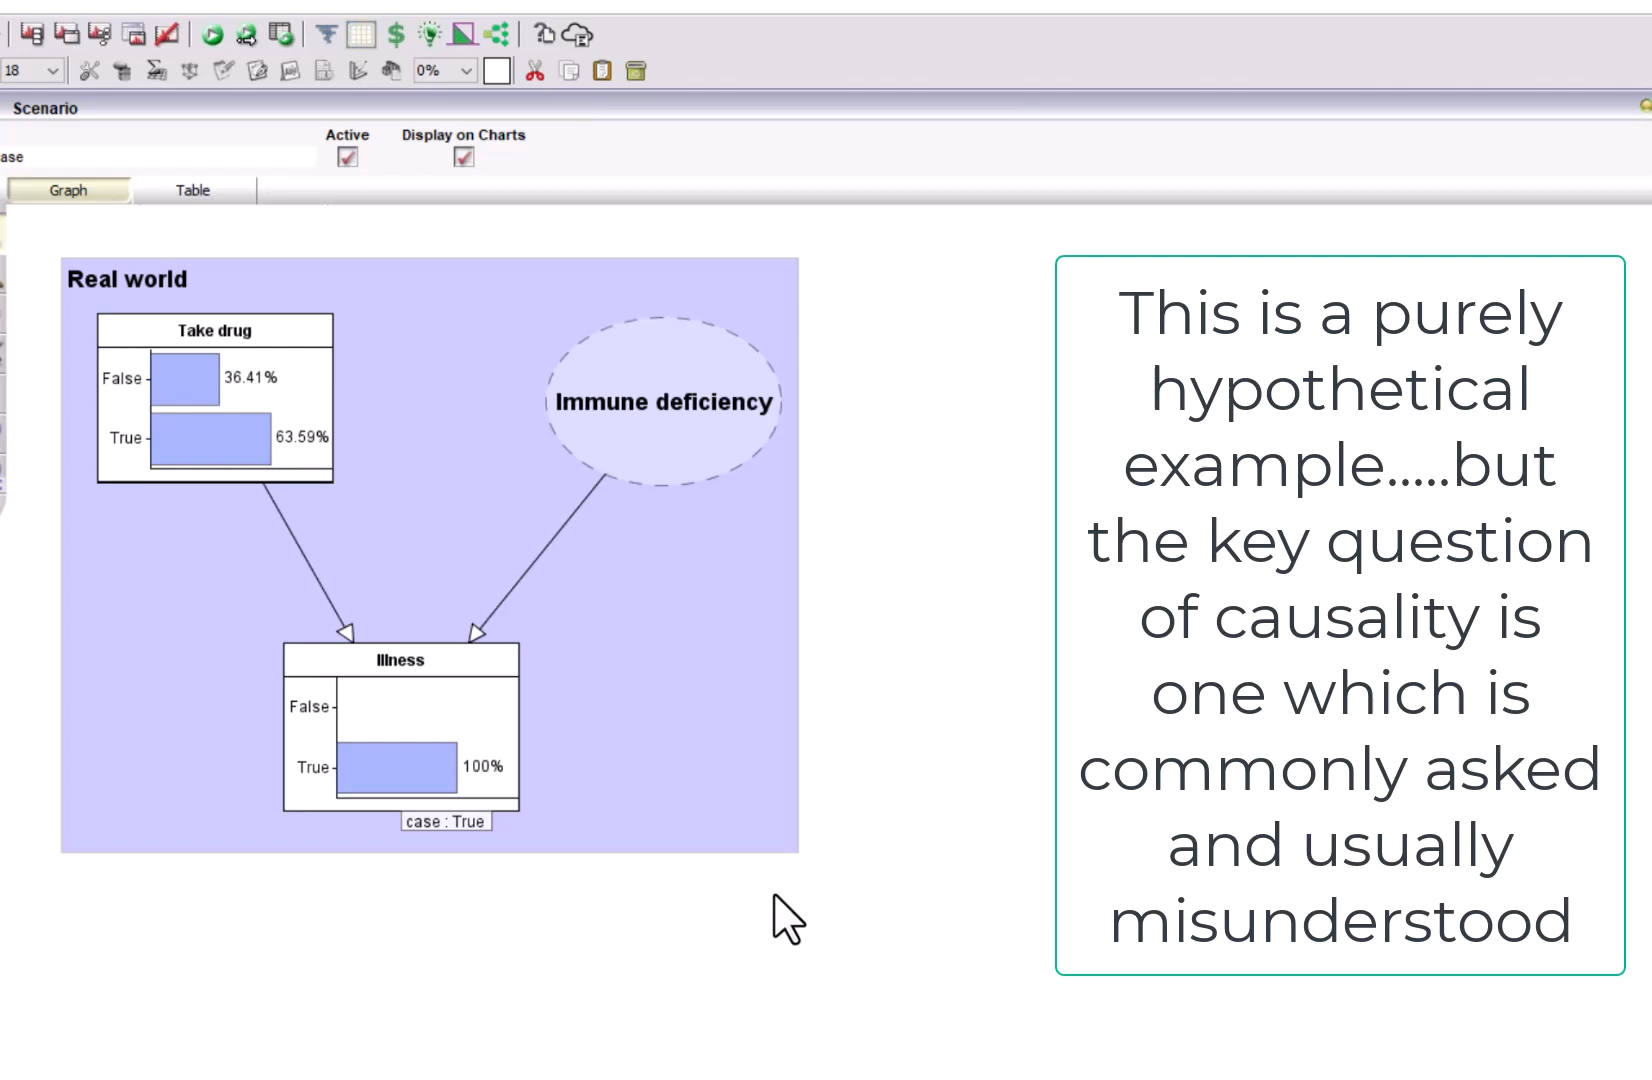 18
0%
Scenario
Active
Display on Charts
ase
Graph
Table
Real world
Take drug
False
36.41%
True
63.59%
Immune deficiency
Illness
False
True
100%
case : True
This is a purely
hypothetical
example.....but
the key question
of causality is
one which is
commonly asked
and usually
misunderstood